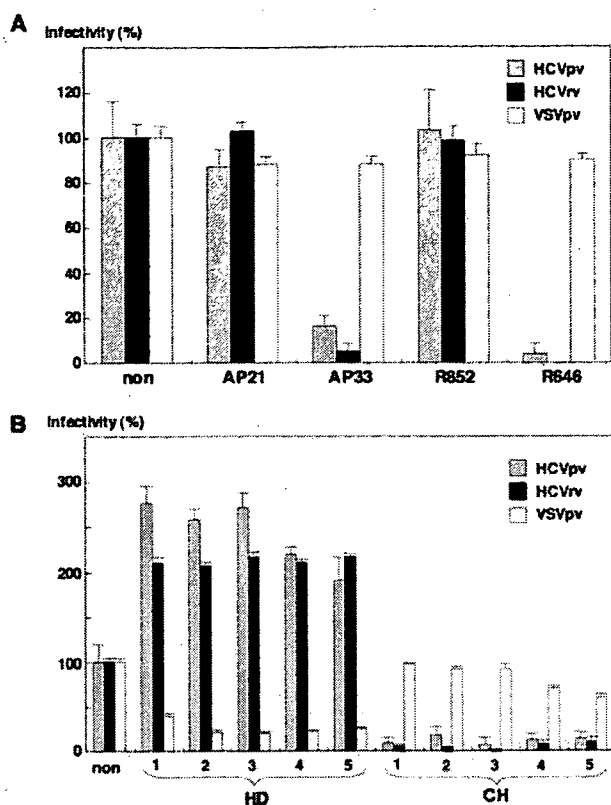 A
Infectivity (%)
HCVpv
HCVrv
VSVpv
120
100
80
60
40
20
0
non AP21 AP33 R852 R646
B
Infectivity (%)
HCVpv
HCVrv
VSVpv
300
200
100
0
non 1 2 3 4 5 1 2 3 4 5
HD CH